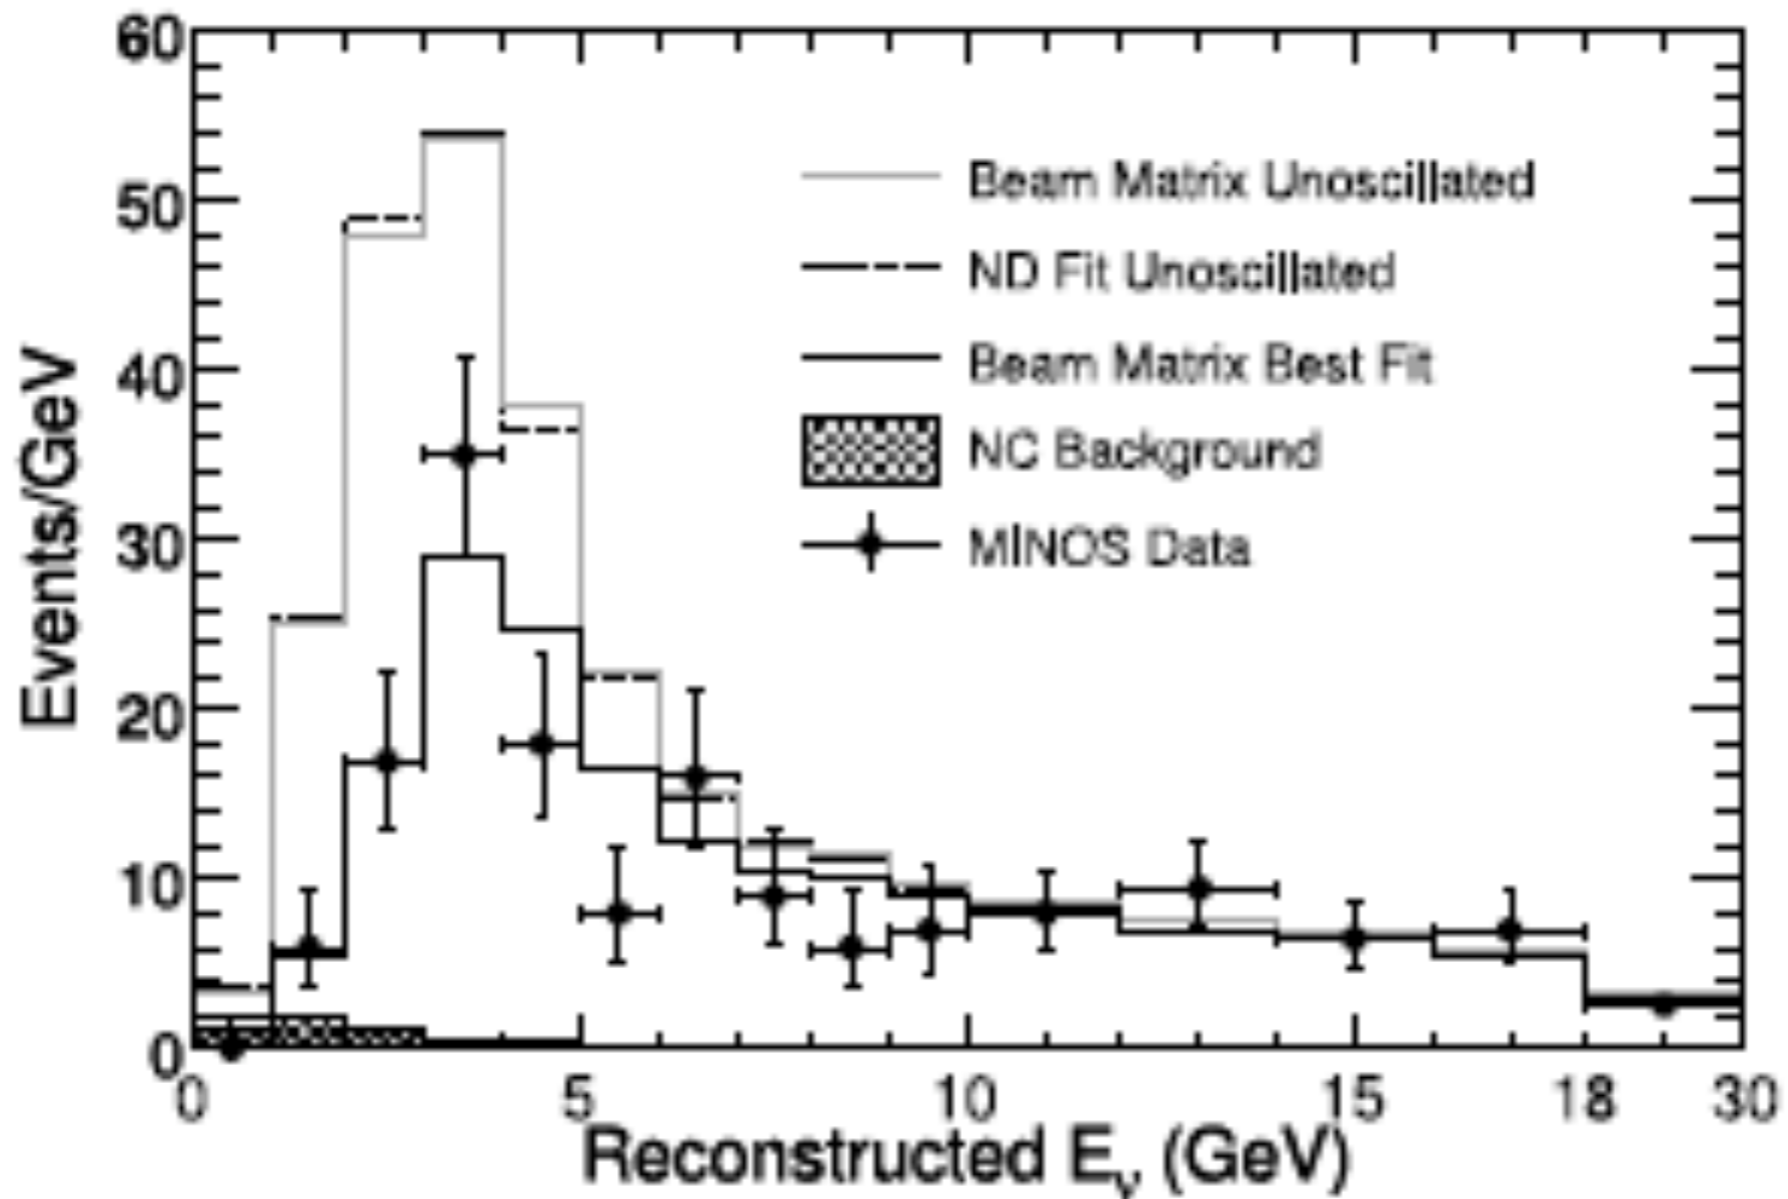 60
50
40
30
20
10
0
Events/GeV
Beam Matrix Unoscillated
ND Fit Unoscillated
Beam Matrix Best Fit
NC Background
MINOS Data
0 5 10 15 18 30
Reconstructed Eν (GeV)